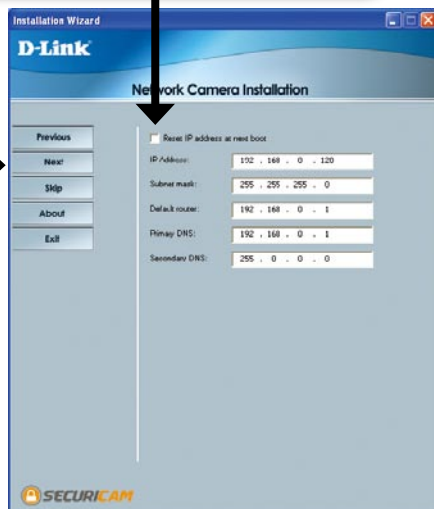 Installation Wizard
D-Link
Network Camera Installation
Previous
Next
Skip
About
Exit
Reset IP address at next boot
IP Address: 192 . 168 . 0 . 120
Subnet mask: 255 . 255 . 255 . 0
Default router: 192 . 168 . 0 . 1
Primary DNS: 192 . 168 . 0 . 1
Secondary DNS: 255 . 0 . 0 . 0
SECURICAM